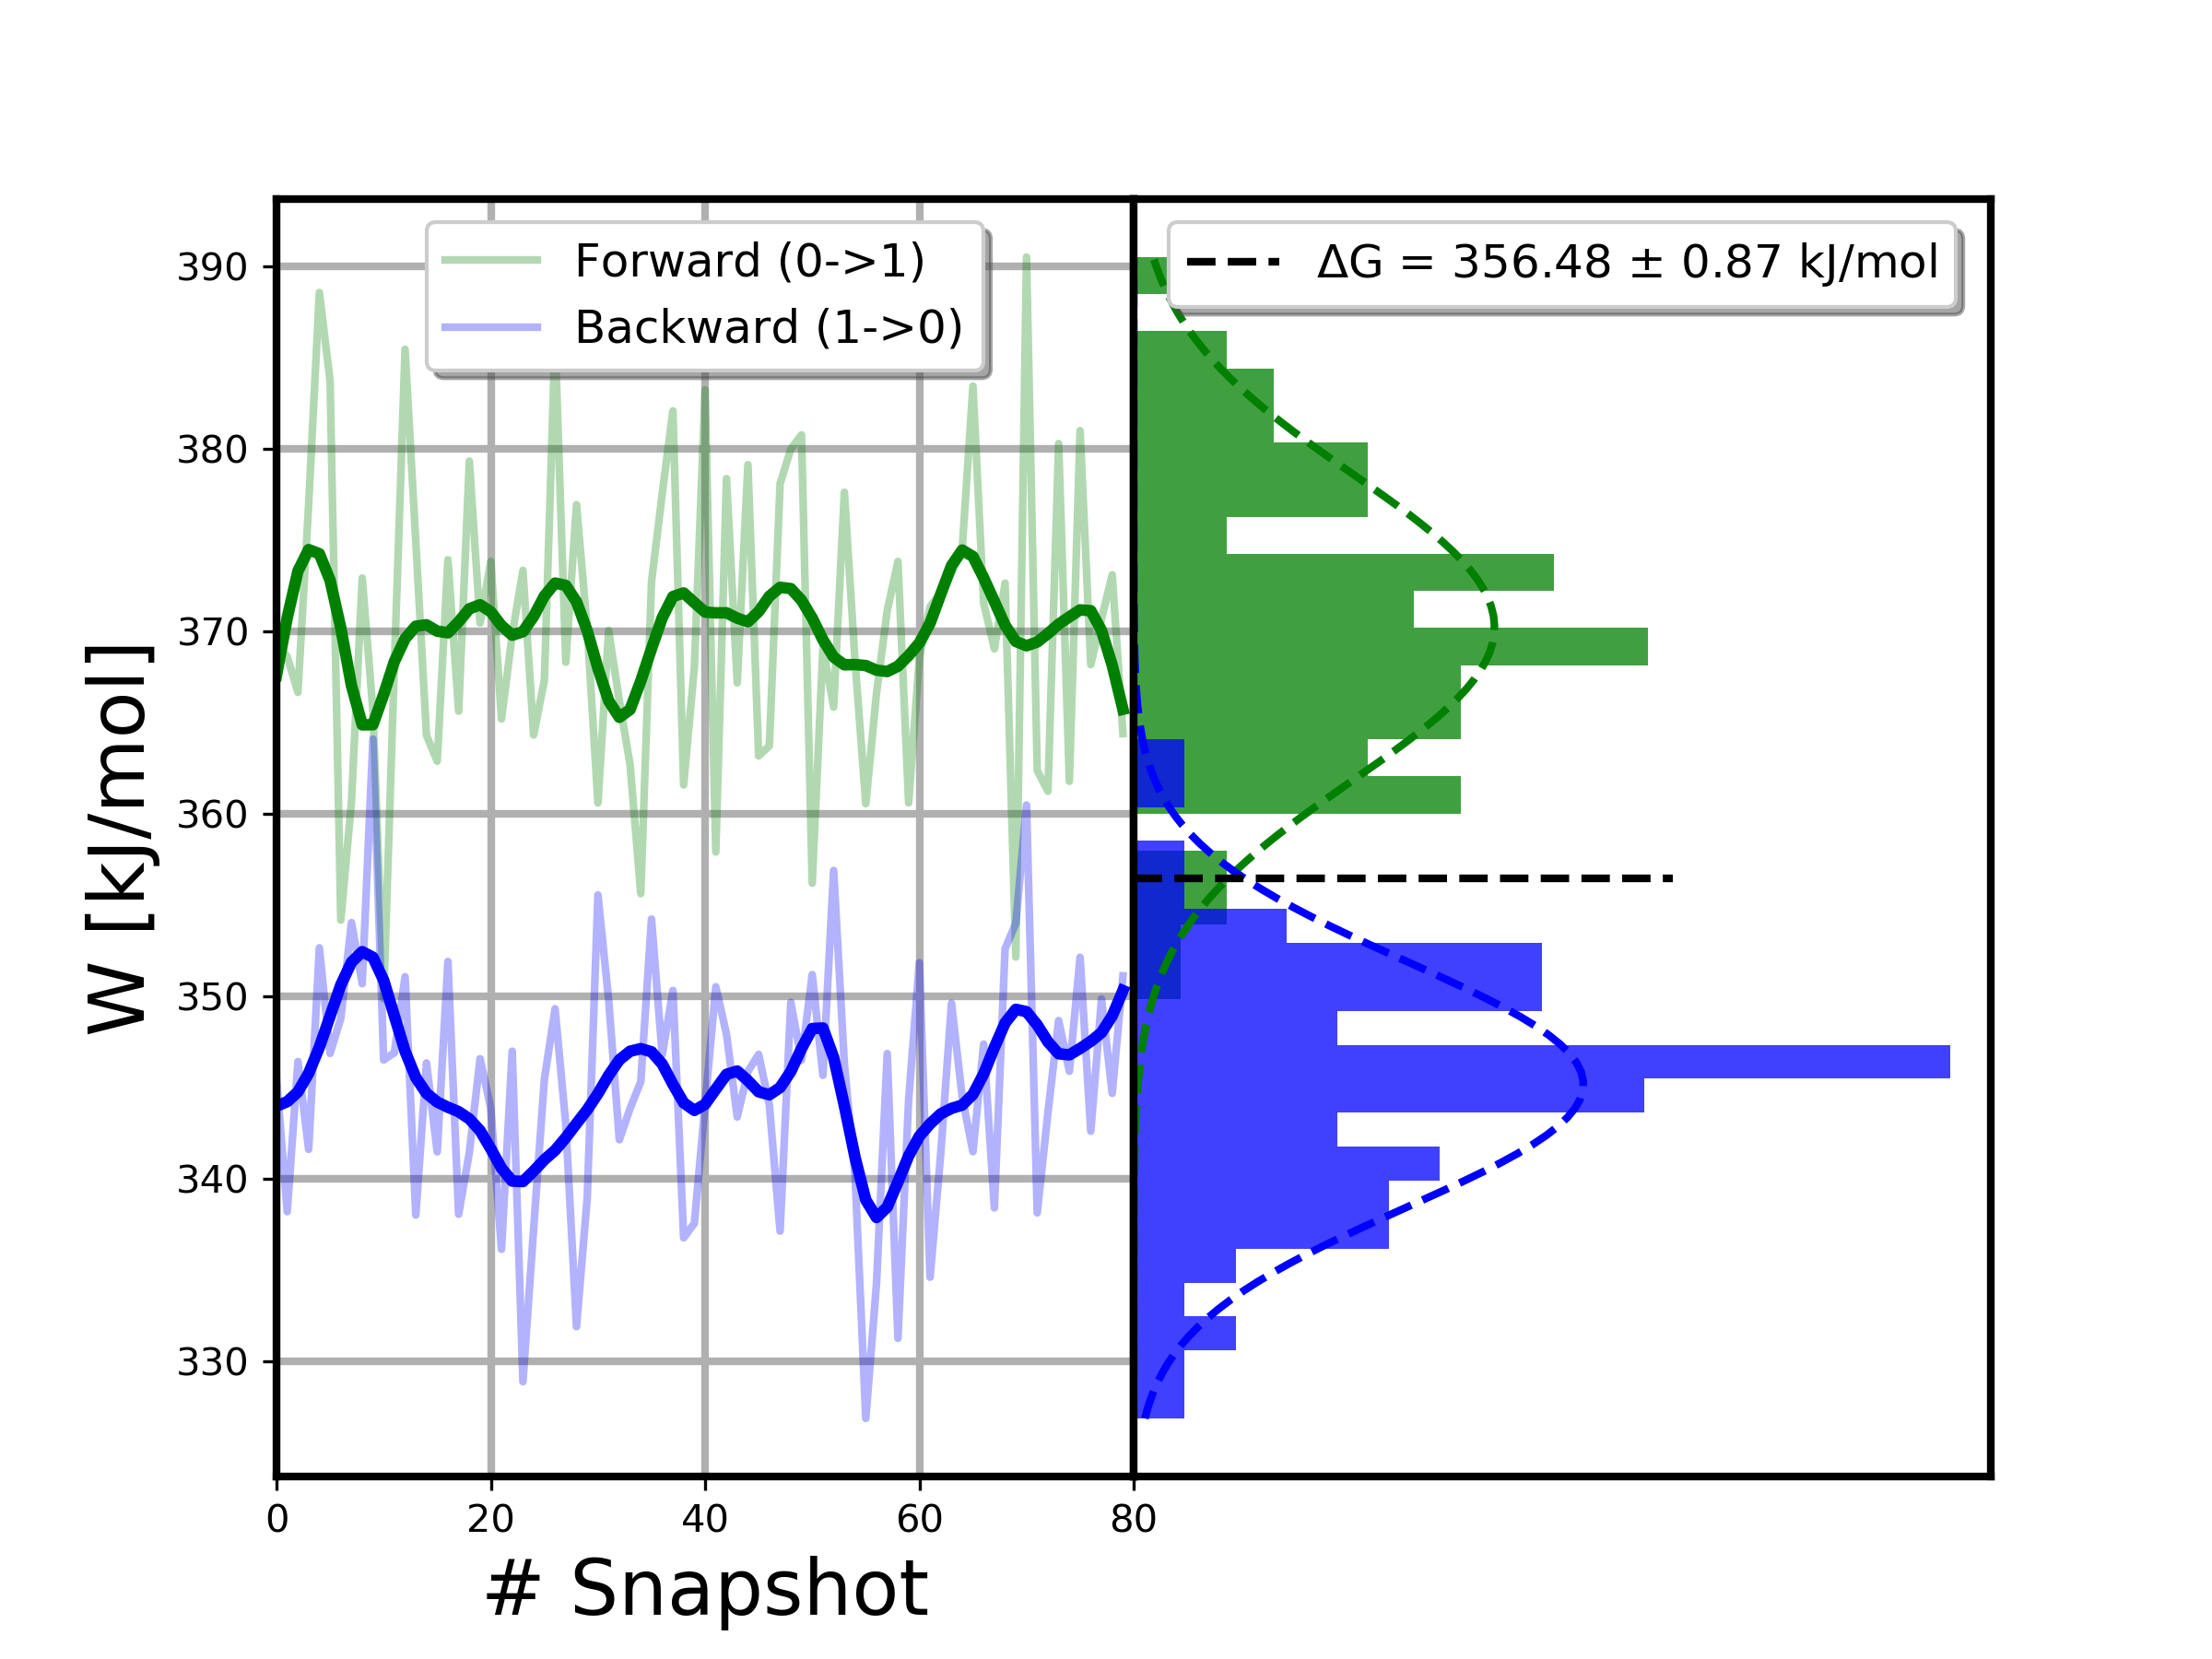 Forward (0->1)
Backward (1->0)
ΔG = 356.48 ± 0.87 kJ/mol
W [kJ/mol]
390
380
370
360
350
340
330
0 20 40 60 80
# Snapshot